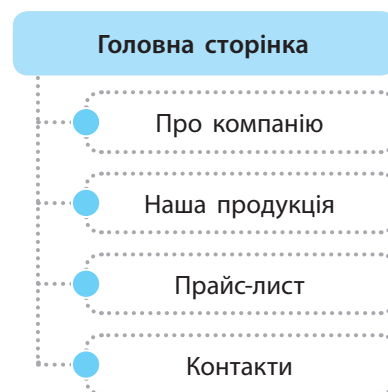 Головна сторінка
Про компанію
Наша продукція
Прайс-лист
Контакти